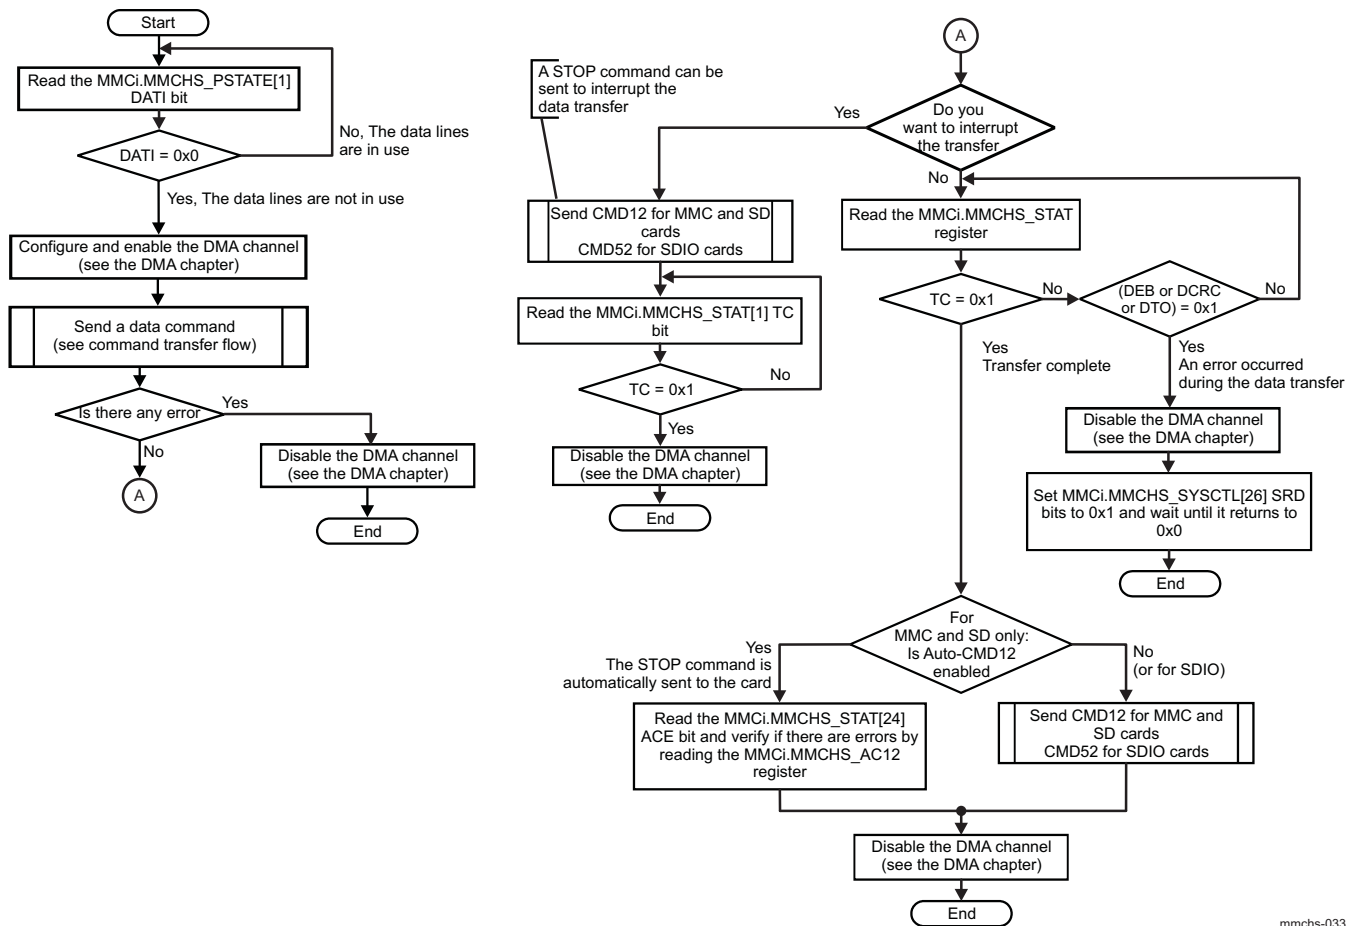 Start
Read the MMCi.MMCHS_PSTATE[1]
DATI bit
DATI = 0x0
No, The data lines
are in use
Yes, The data lines are not in use
Configure and enable the DMA channel
(see the DMA chapter)
Send a data command
(see command transfer flow)
Is there any error
Yes
No
A
Disable the DMA channel
(see the DMA chapter)
End
A
Do you
want to interrupt
the transfer
Yes
No
A STOP command can be
sent to interrupt the
data transfer
Send CMD12 for MMC and SD
cards
CMD52 for SDIO cards
Read the MMCi.MMCHS_STAT[1] TC
bit
TC = 0x1
No
Yes
Disable the DMA channel
(see the DMA chapter)
End
Read the MMCi.MMCHS_STAT
register
TC = 0x1
No
(DEB or DCRC
or DTO) = 0x1
No
Yes
Transfer complete
Yes
An error occurred
during the data transfer
Disable the DMA channel
(see the DMA chapter)
Set MMCi.MMCHS_SYSCTL[26] SRD
bits to 0x1 and wait until it returns to
0x0
End
For
MMC and SD only:
Is Auto-CMD12
enabled
Yes
The STOP command is
automatically sent to the card
No
(or for SDIO)
Read the MMCi.MMCHS_STAT[24]
ACE bit and verify if there are errors by
reading the MMCi.MMCHS_AC12
register
Send CMD12 for MMC and
SD cards
CMD52 for SDIO cards
Disable the DMA channel
(see the DMA chapter)
End
mmchs-033